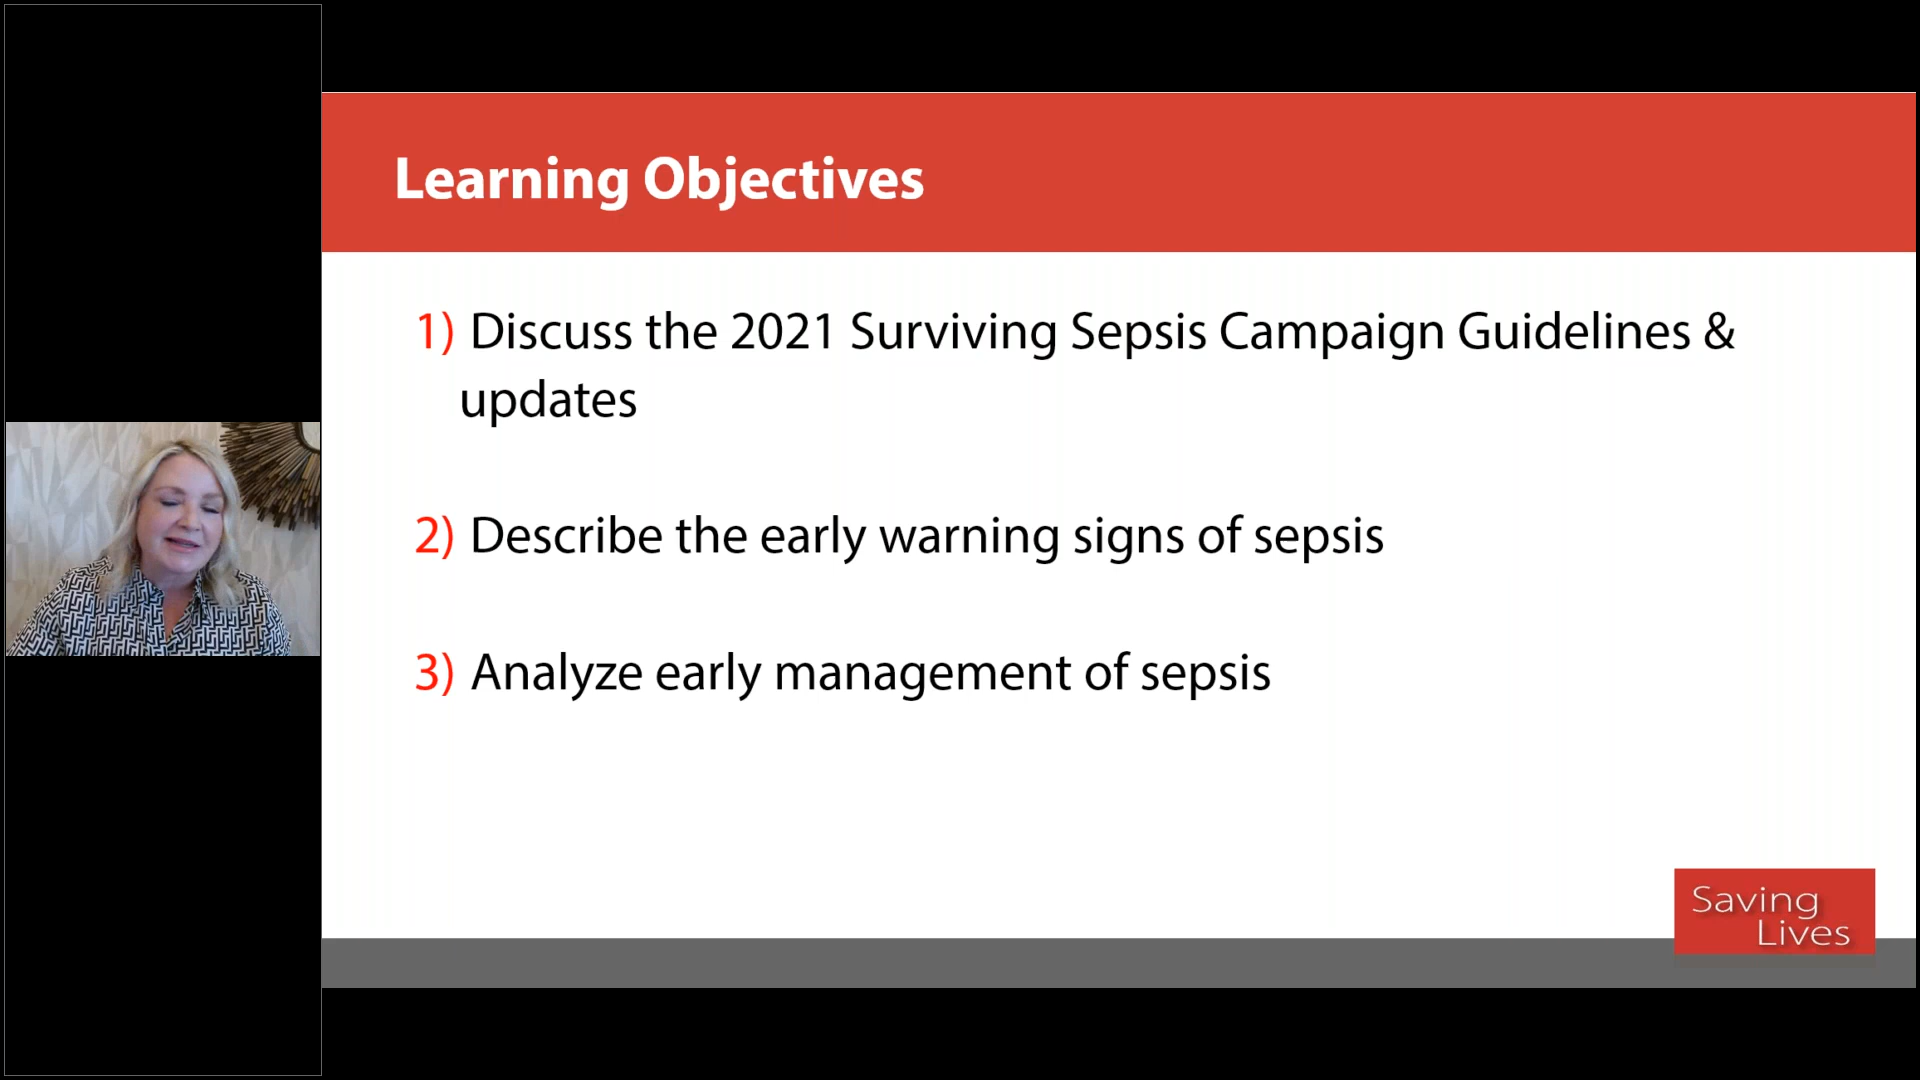 Learning Objectives
1) Discuss the 2021 Surviving Sepsis Campaign Guidelines &
updates
2) Describe the early warning signs of sepsis
3) Analyze early management of sepsis
Saving
Lives